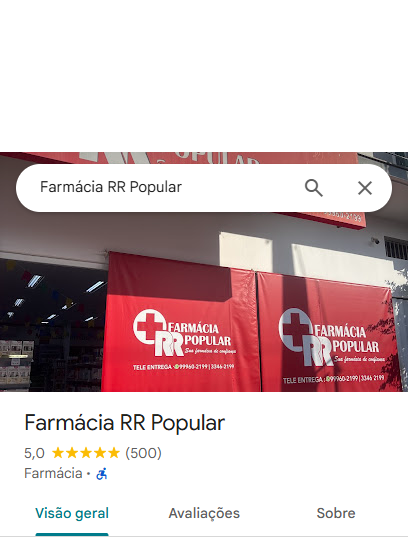 Farmácia RR Popular
FARMÁCIA
RR POPULAR
Sua farmácia de confiança
TELE ENTREGA: 99960-2199 | 3346 2199
FARMÁCIA
RR POPULAR
Sua farmácia de confiança
TELE ENTREGA: 99960-2199 | 3346 2199
Farmácia RR Popular
5,0 ★★★★★ (500)
Farmácia ·
Visão geral
Avaliações
Sobre